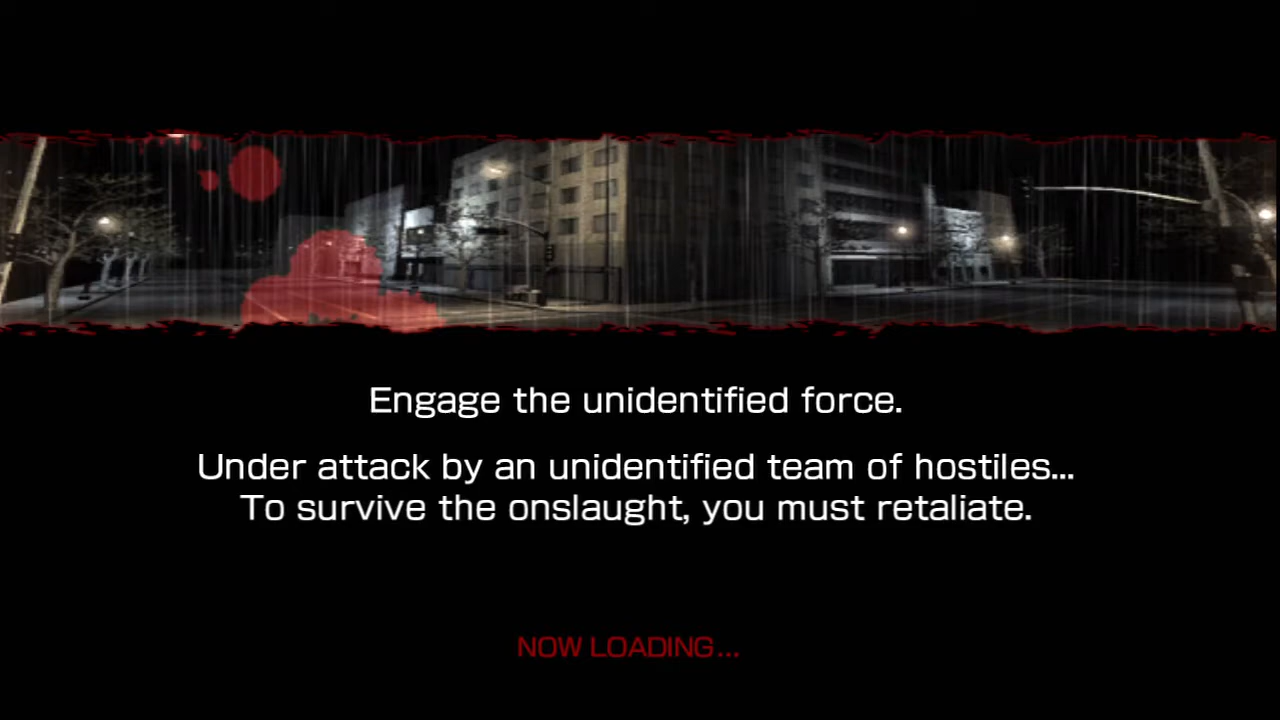 Engage the unidentified force.
Under attack by an unidentified team of hostiles...
To survive the onslaught, you must retaliate.
NOW LOADING...